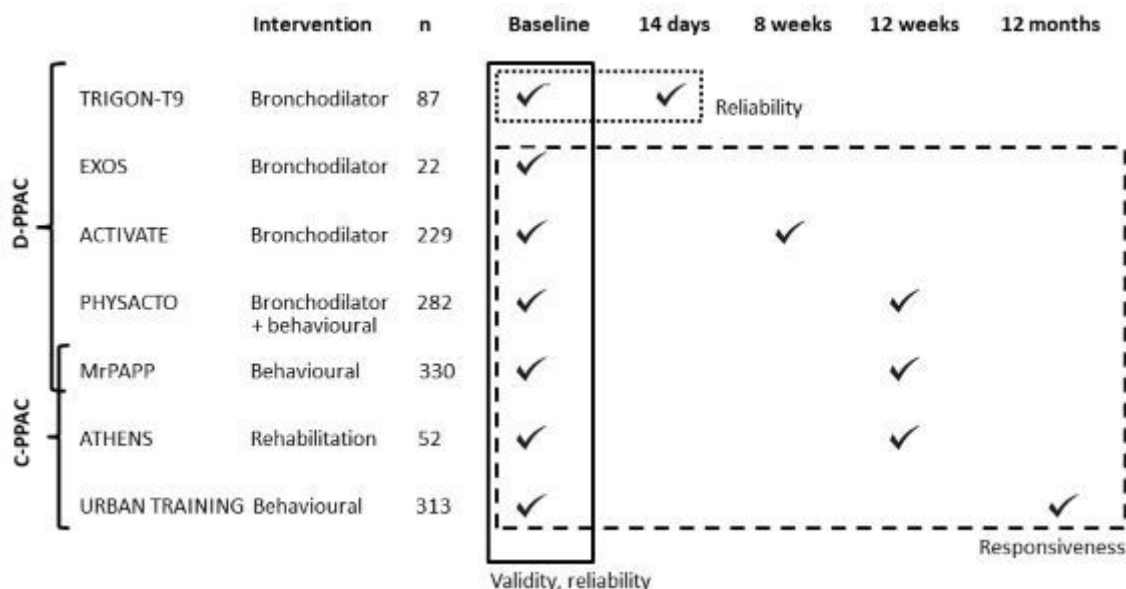 Intervention n Baseline 14 days 8 weeks 12 weeks 12 months
D-PPAC
TRIGON-T9 Bronchodilator 87
Reliability
EXOS Bronchodilator 22
ACTIVATE Bronchodilator 229
PHYSACTO Bronchodilator 282
+ behavioural
MrPAPP Behavioural 330
C-PPAC
ATHENS Rehabilitation 52
URBAN TRAINING Behavioural 313
Responsiveness
Validity, reliability